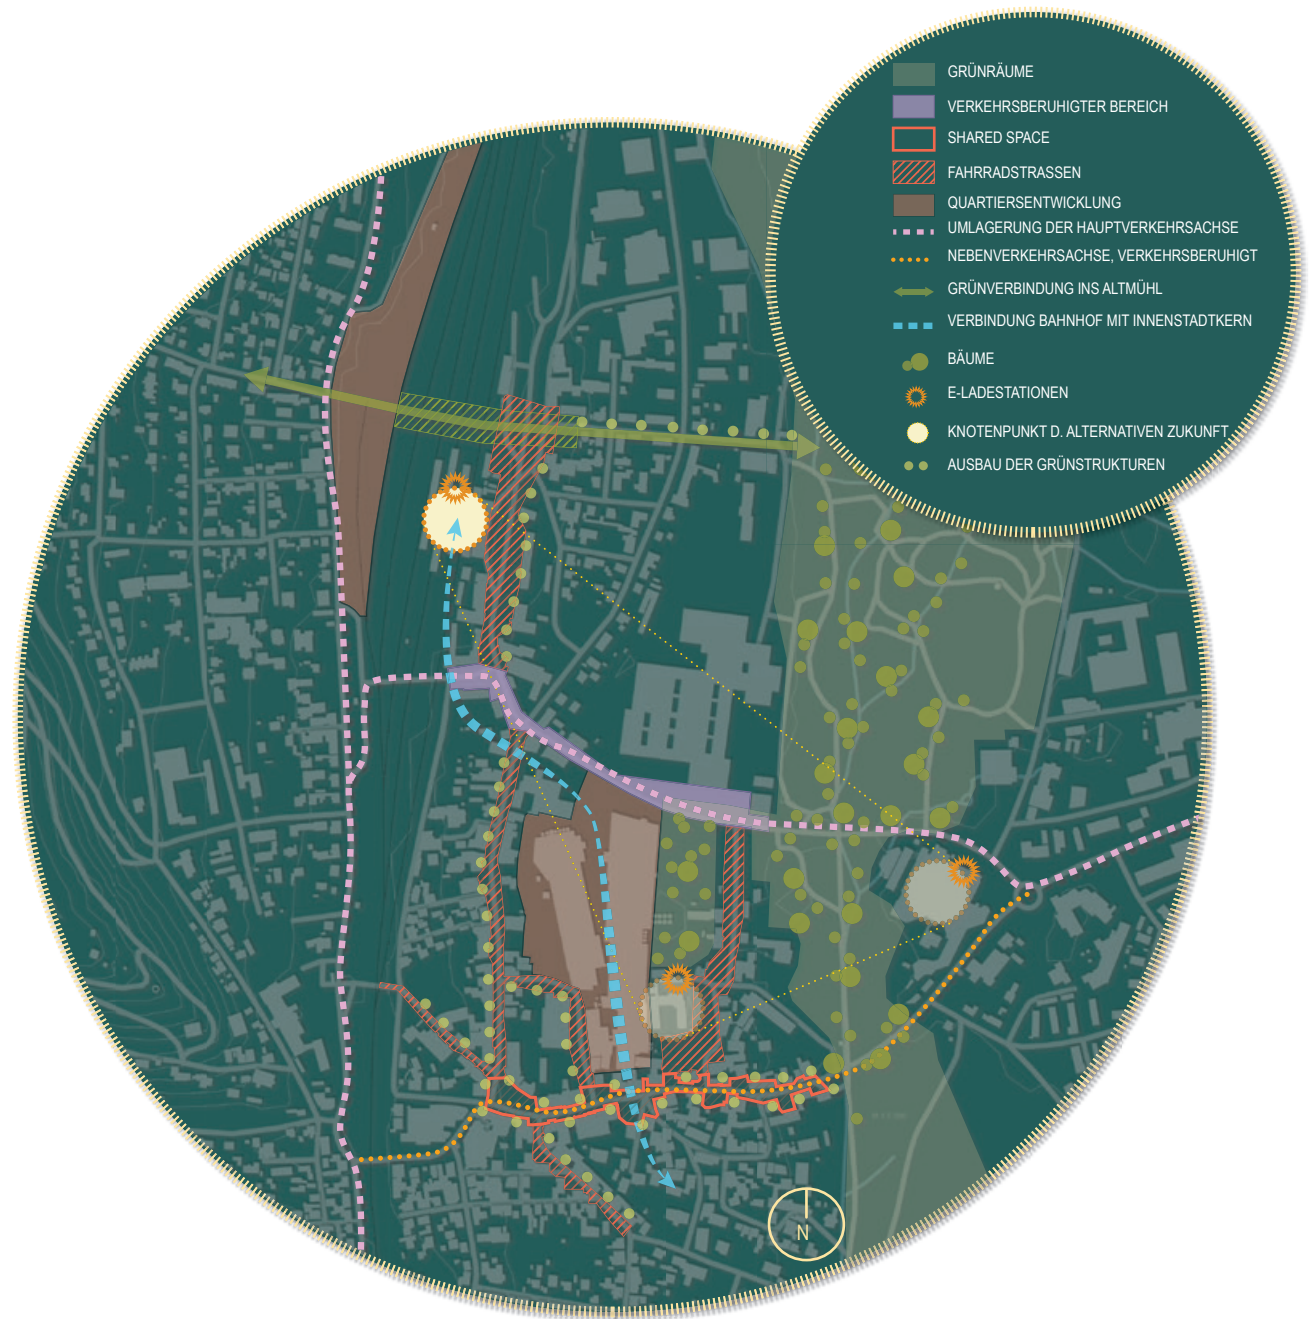 GRÜNRÄUME
VERKEHRSBERUHIGTER BEREICH
SHARED SPACE
FAHRRADSTRASSEN
QUARTIERSENTWICKLUNG
UMLAGERUNG DER HAUPTVERKEHRSACHSE
NEBENVERKEHRSACHSE, VERKEHRSBERUHIGT
GRÜNVERBINDUNG INS ALTMÜHL
VERBINDUNG BAHNHOF MIT INNENSTADTKERN
BÄUME
E-LADESTATIONEN
KNOTENPUNKT D. ALTERNATIVEN ZUKUNFT
AUSBAU DER GRÜNSTRUKTUREN
N